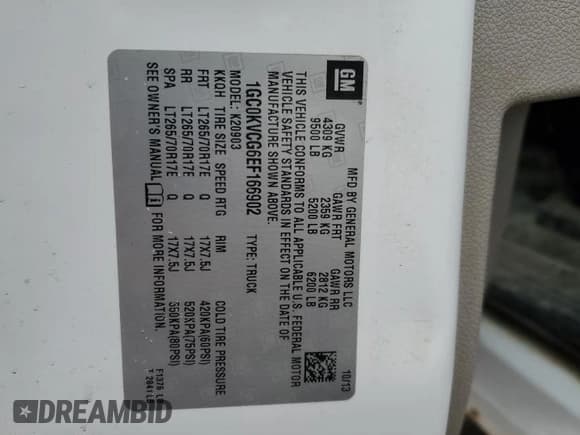 GM
MFD BY GENERAL MOTORS LLC
GVWR GAWR FRT GAWR RR
4309 KG 2359 KG 2812 KG
9500 LB 5200 LB 6200 LB
10/13
THIS VEHICLE CONFORMS TO ALL APPLICABLE U.S. FEDERAL MOTOR
VEHICLE SAFETY STANDARDS IN EFFECT ON THE DATE OF
MANUFACTURE SHOWN ABOVE.
1GC0KVCG6EF166902 TYPE: TRUCK
MODEL: K20903
KKQH TIRE SIZE SPEED RTG RIM COLD TIRE PRESSURE
FRT LT265/70R17E Q 17X7.5J 420KPA(60PSI)
RR LT265/70R17E Q 17X7.5J 520KPA(75PSI)
SPA LT265/70R17E Q 17X7.5J 550KPA(80PSI)
SEE OWNER'S MANUAL FOR MORE INFORMATION.
DREAMBID